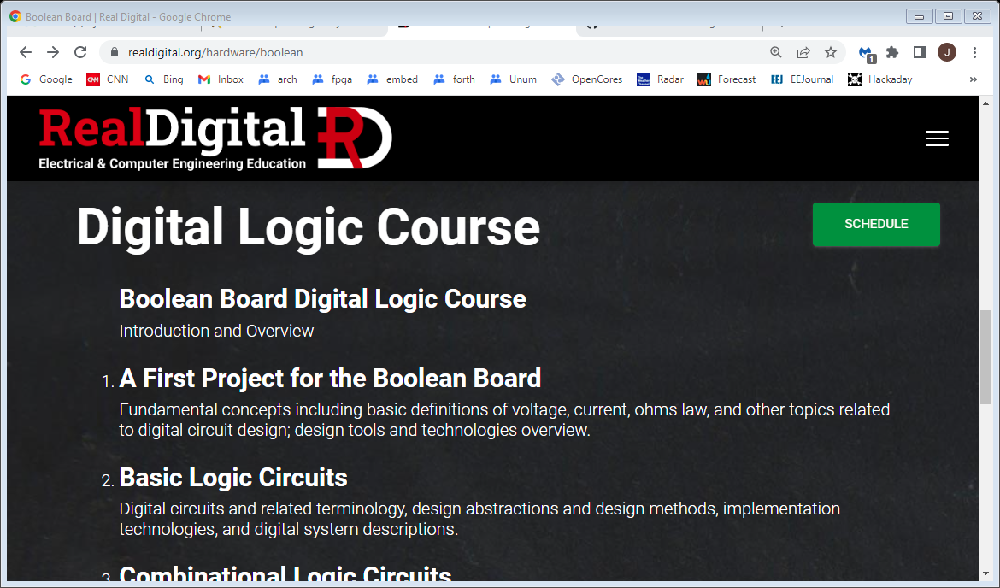 Boolean Board | Real Digital - Google Chrome
realdigital.org/hardware/boolean
1
J
Google CNN Bing Inbox arch fpga embed forth Unum OpenCores Radar Forecast EEJournal Hackaday »
RealDigital RD
Electrical & Computer Engineering Education
Digital Logic Course
SCHEDULE
Boolean Board Digital Logic Course
Introduction and Overview
1. A First Project for the Boolean Board
Fundamental concepts including basic definitions of voltage, current, ohms law, and other topics related
to digital circuit design; design tools and technologies overview.
2. Basic Logic Circuits
Digital circuits and related terminology, design abstractions and design methods, implementation
technologies, and digital system descriptions.
3. Combinational Logic Circuits